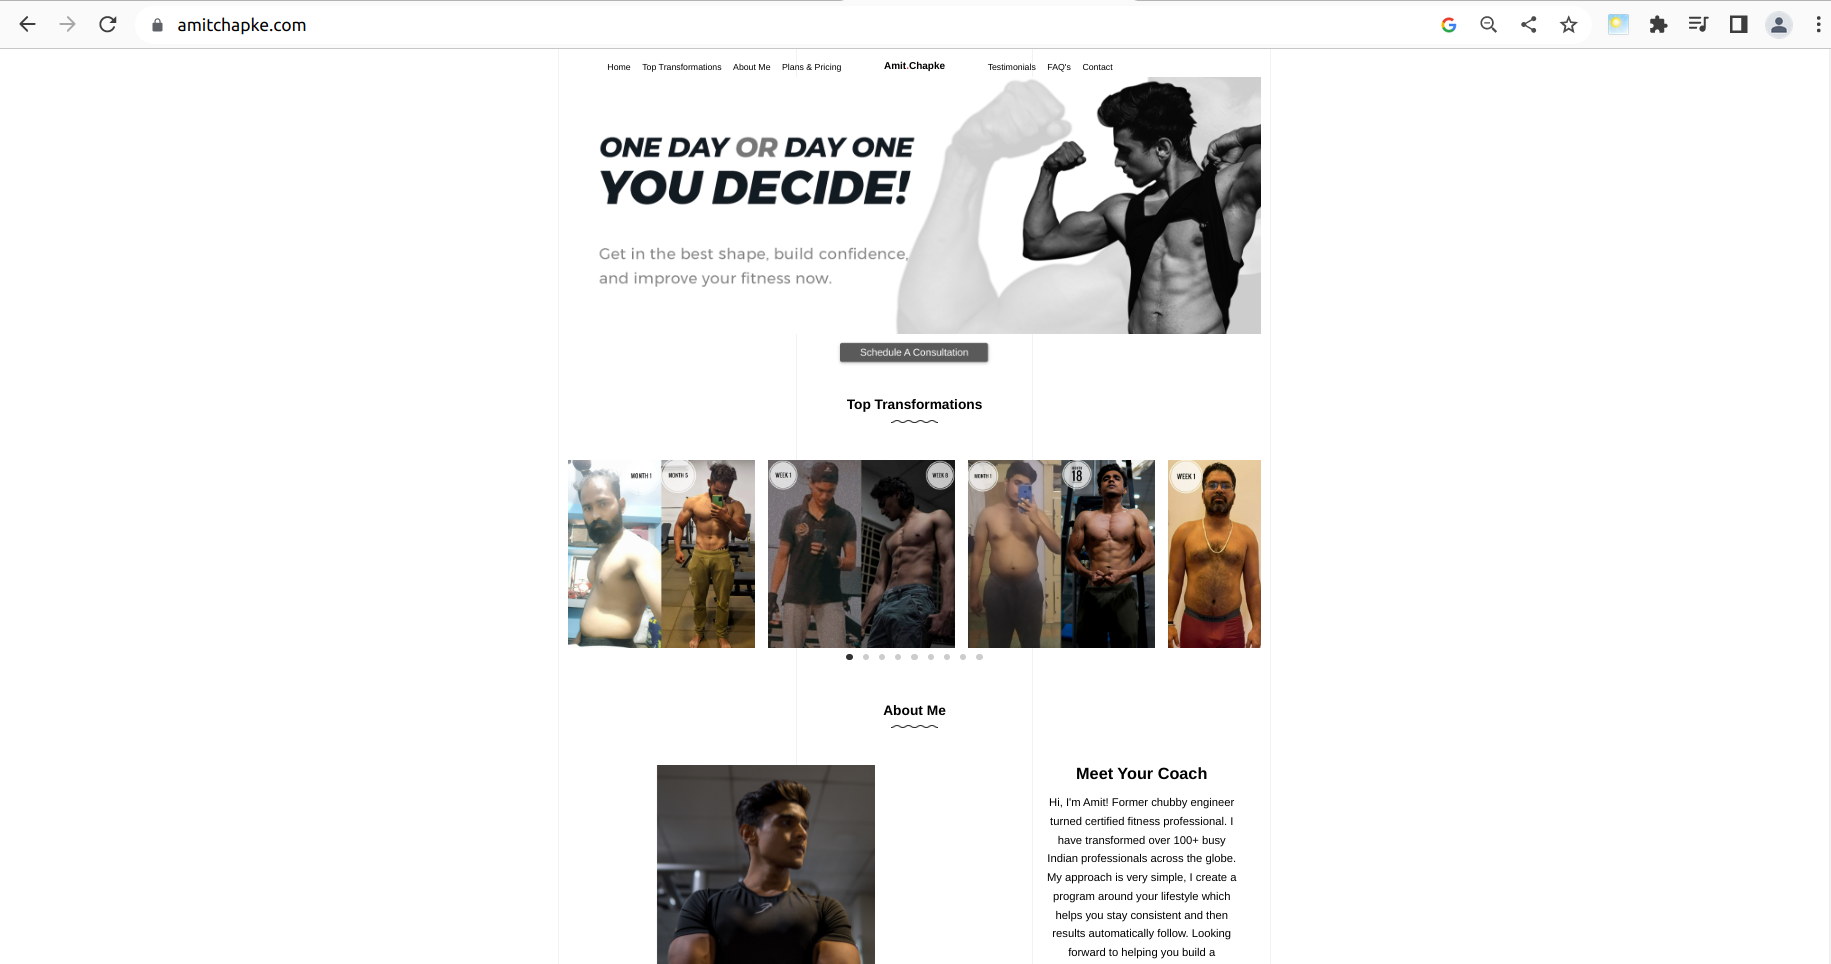 amitchapke.com
Home Top Transformations About Me Plans & Pricing Amit.Chapke Testimonials FAQ's Contact
ONE DAY OR DAY ONE
YOU DECIDE!
Get in the best shape, build confidence,
and improve your fitness now.
Schedule A Consultation
Top Transformations
MONTH 1 MONTH 5 WEEK 1 WEEK 8 MONTH 1 MONTH 18 WEEK 1
About Me
Meet Your Coach
Hi, I'm Amit! Former chubby engineer
turned certified fitness professional. I
have transformed over 100+ busy
Indian professionals across the globe.
My approach is very simple, I create a
program around your lifestyle which
helps you stay consistent and then
results automatically follow. Looking
forward to helping you build a